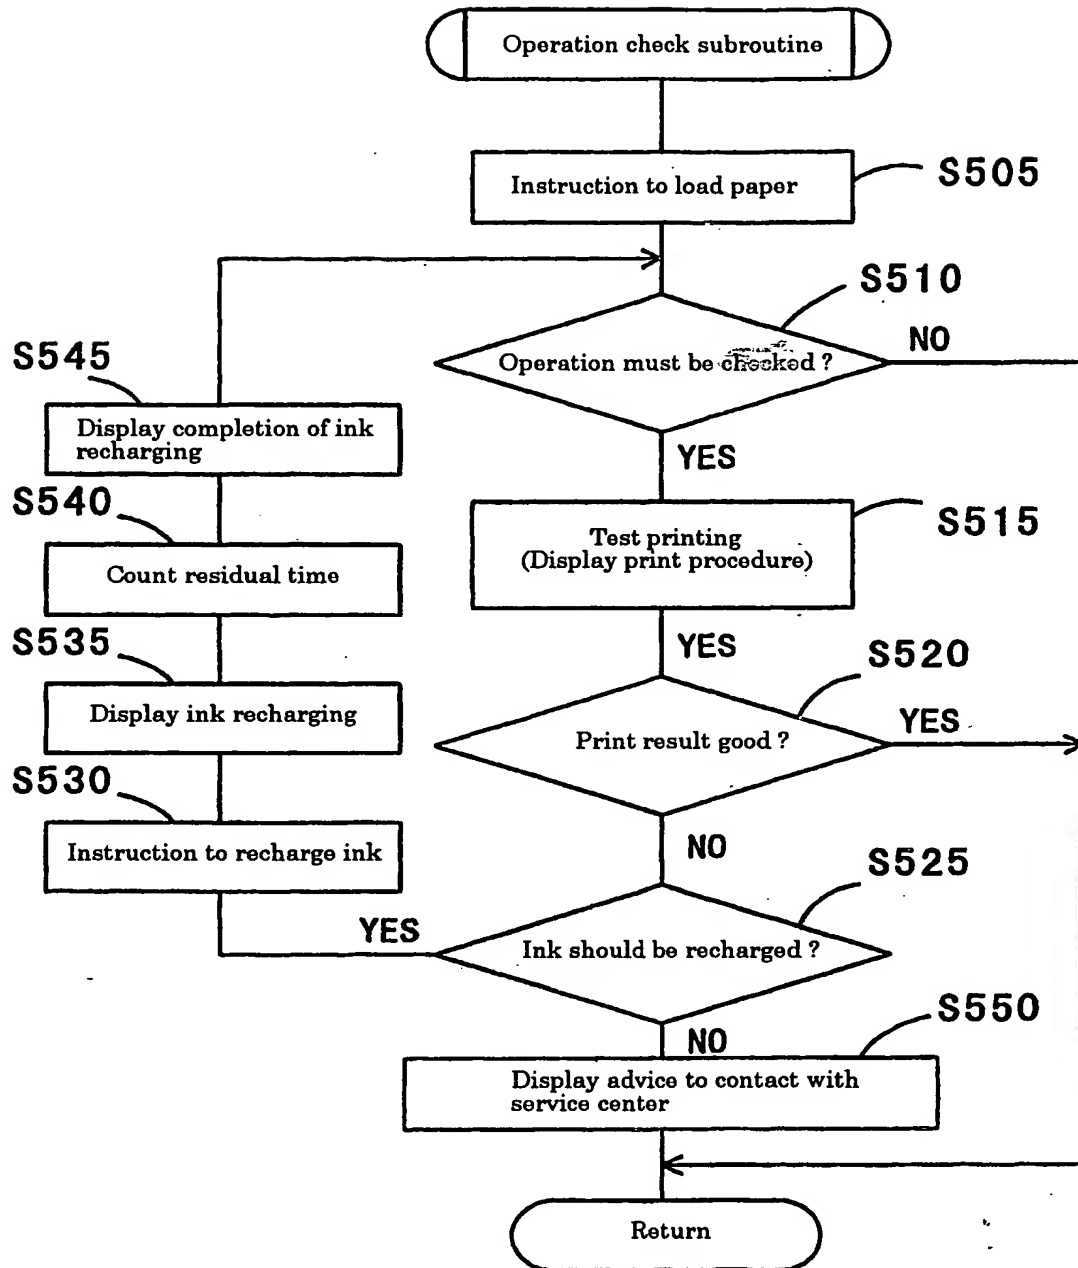 Operation check subroutine
Instruction to load paper
S505
S510
Operation must be checked ?
NO
YES
S515
Test printing
(Display print procedure)
YES
S520
Print result good ?
YES
NO
S525
Ink should be recharged ?
YES
NO
S530
Instruction to recharge ink
S535
Display ink recharging
S540
Count residual time
S545
Display completion of ink
recharging
S550
Display advice to contact with
service center
Return